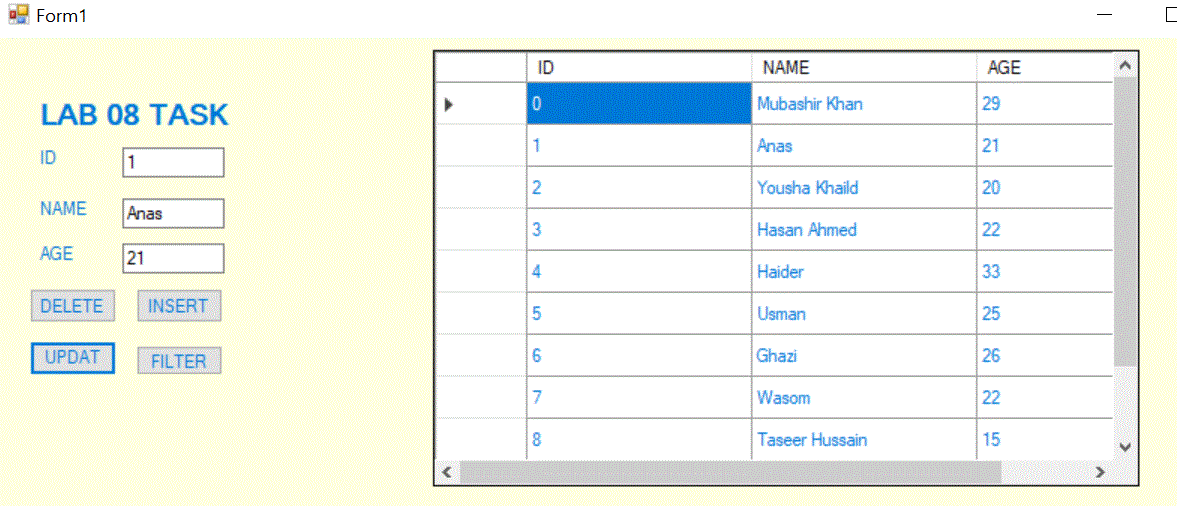 Form1
LAB 08 TASK
ID 1
NAME Anas
AGE 21
DELETE INSERT
UPDAT FILTER
ID NAME AGE
0 Mubashir Khan 29
1 Anas 21
2 Yousha Khaild 20
3 Hasan Ahmed 22
4 Haider 33
5 Usman 25
6 Ghazi 26
7 Wasom 22
8 Taseer Hussain 15